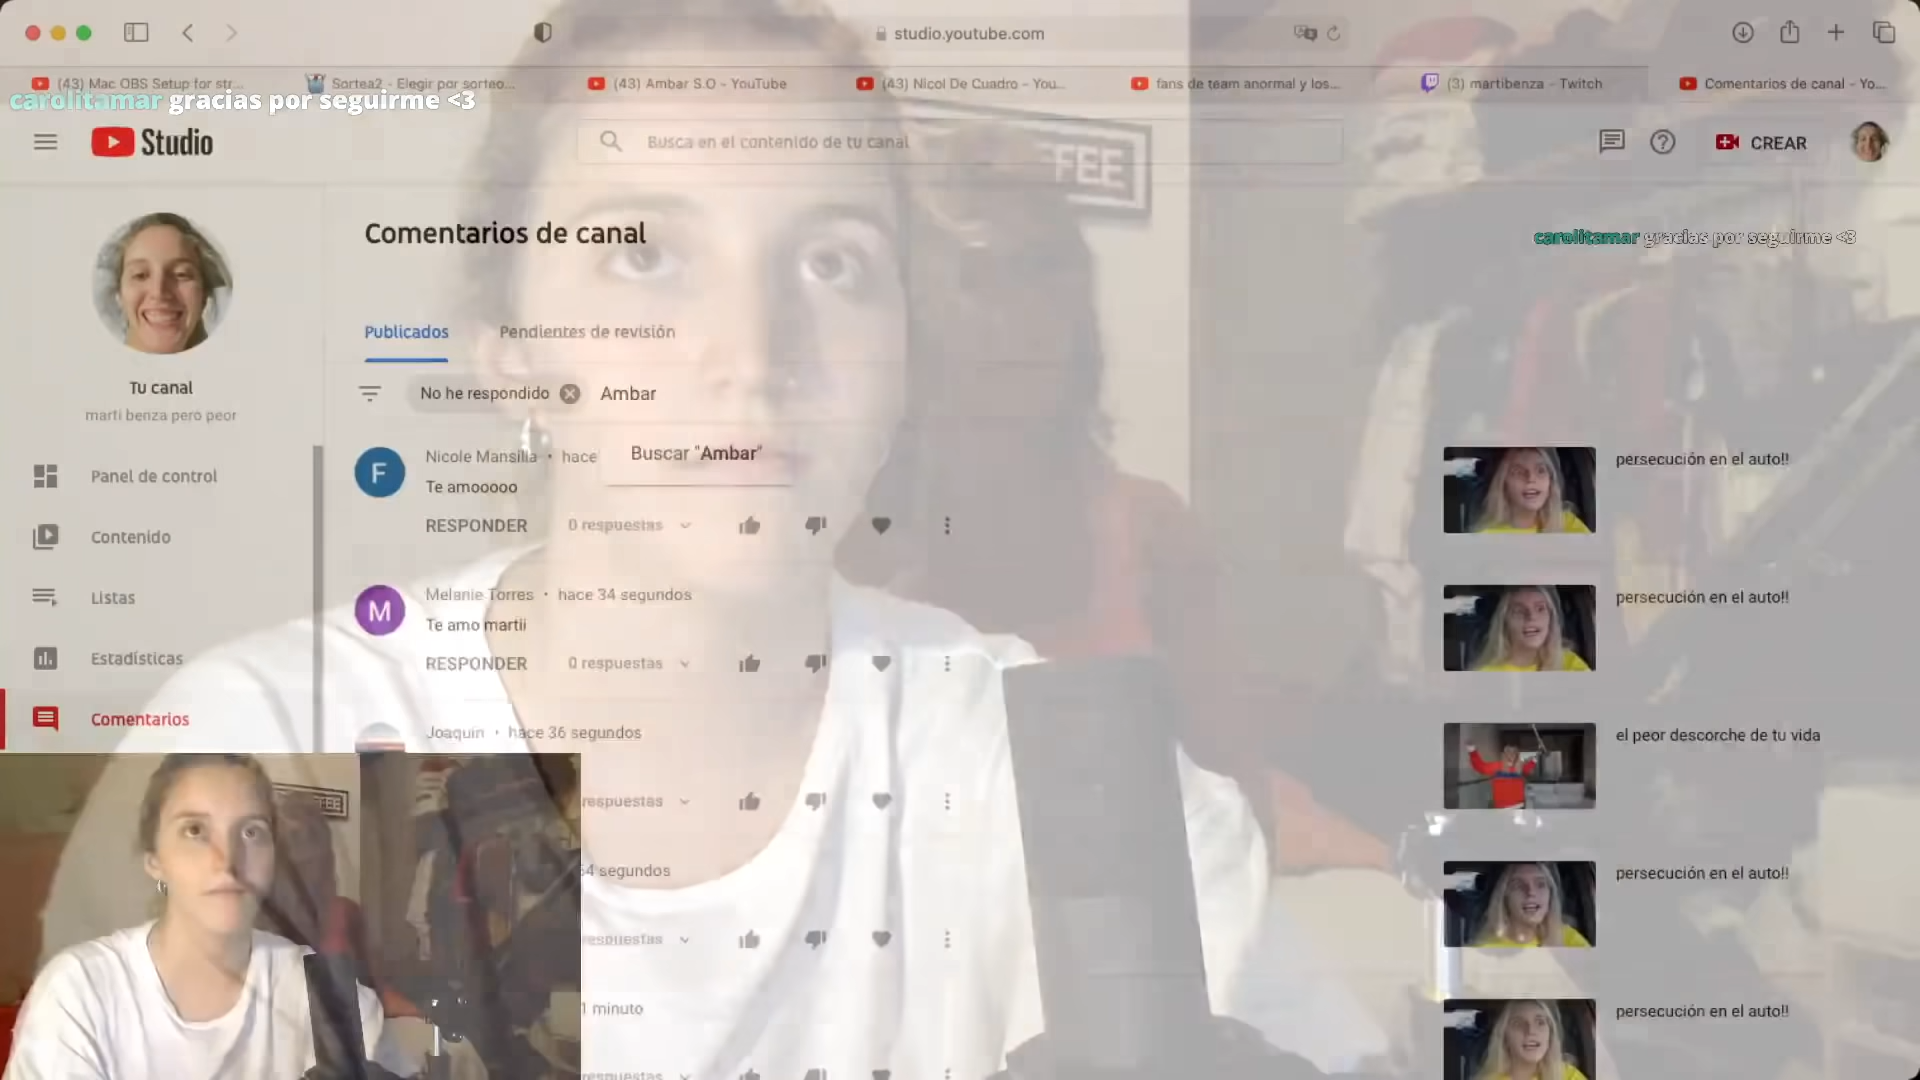 studio.youtube.com
(43) Mac OBS Setup for str...
Sortea2 - Elegir por sorteo...
(43) Ambar S.O - YouTube
(43) Nicol De Cuadro - You...
fans de team anormal y los...
(3) martibenza - Twitch
Comentarios de canal - Yo...
carolitamar gracias por seguirme <3
Studio
Busca en el contenido de tu canal
CREAR
FEE
Comentarios de canal
carolitamar gracias por seguirme <3
Publicados
Pendientes de revisión
Tu canal
marti benza pero peor
No he respondido
Ambar
Buscar "Ambar"
Panel de control
Contenido
Listas
Estadísticas
Comentarios
F
Nicole Mansilla • hace
Te amooooo
RESPONDER
0 respuestas
persecución en el auto!!
M
Melanie Torres • hace 34 segundos
Te amo martii
RESPONDER
0 respuestas
persecución en el auto!!
Joaquin • hace 36 segundos
respuestas
el peor descorche de tu vida
54 segundos
respuestas
persecución en el auto!!
1 minuto
respuestas
persecución en el auto!!